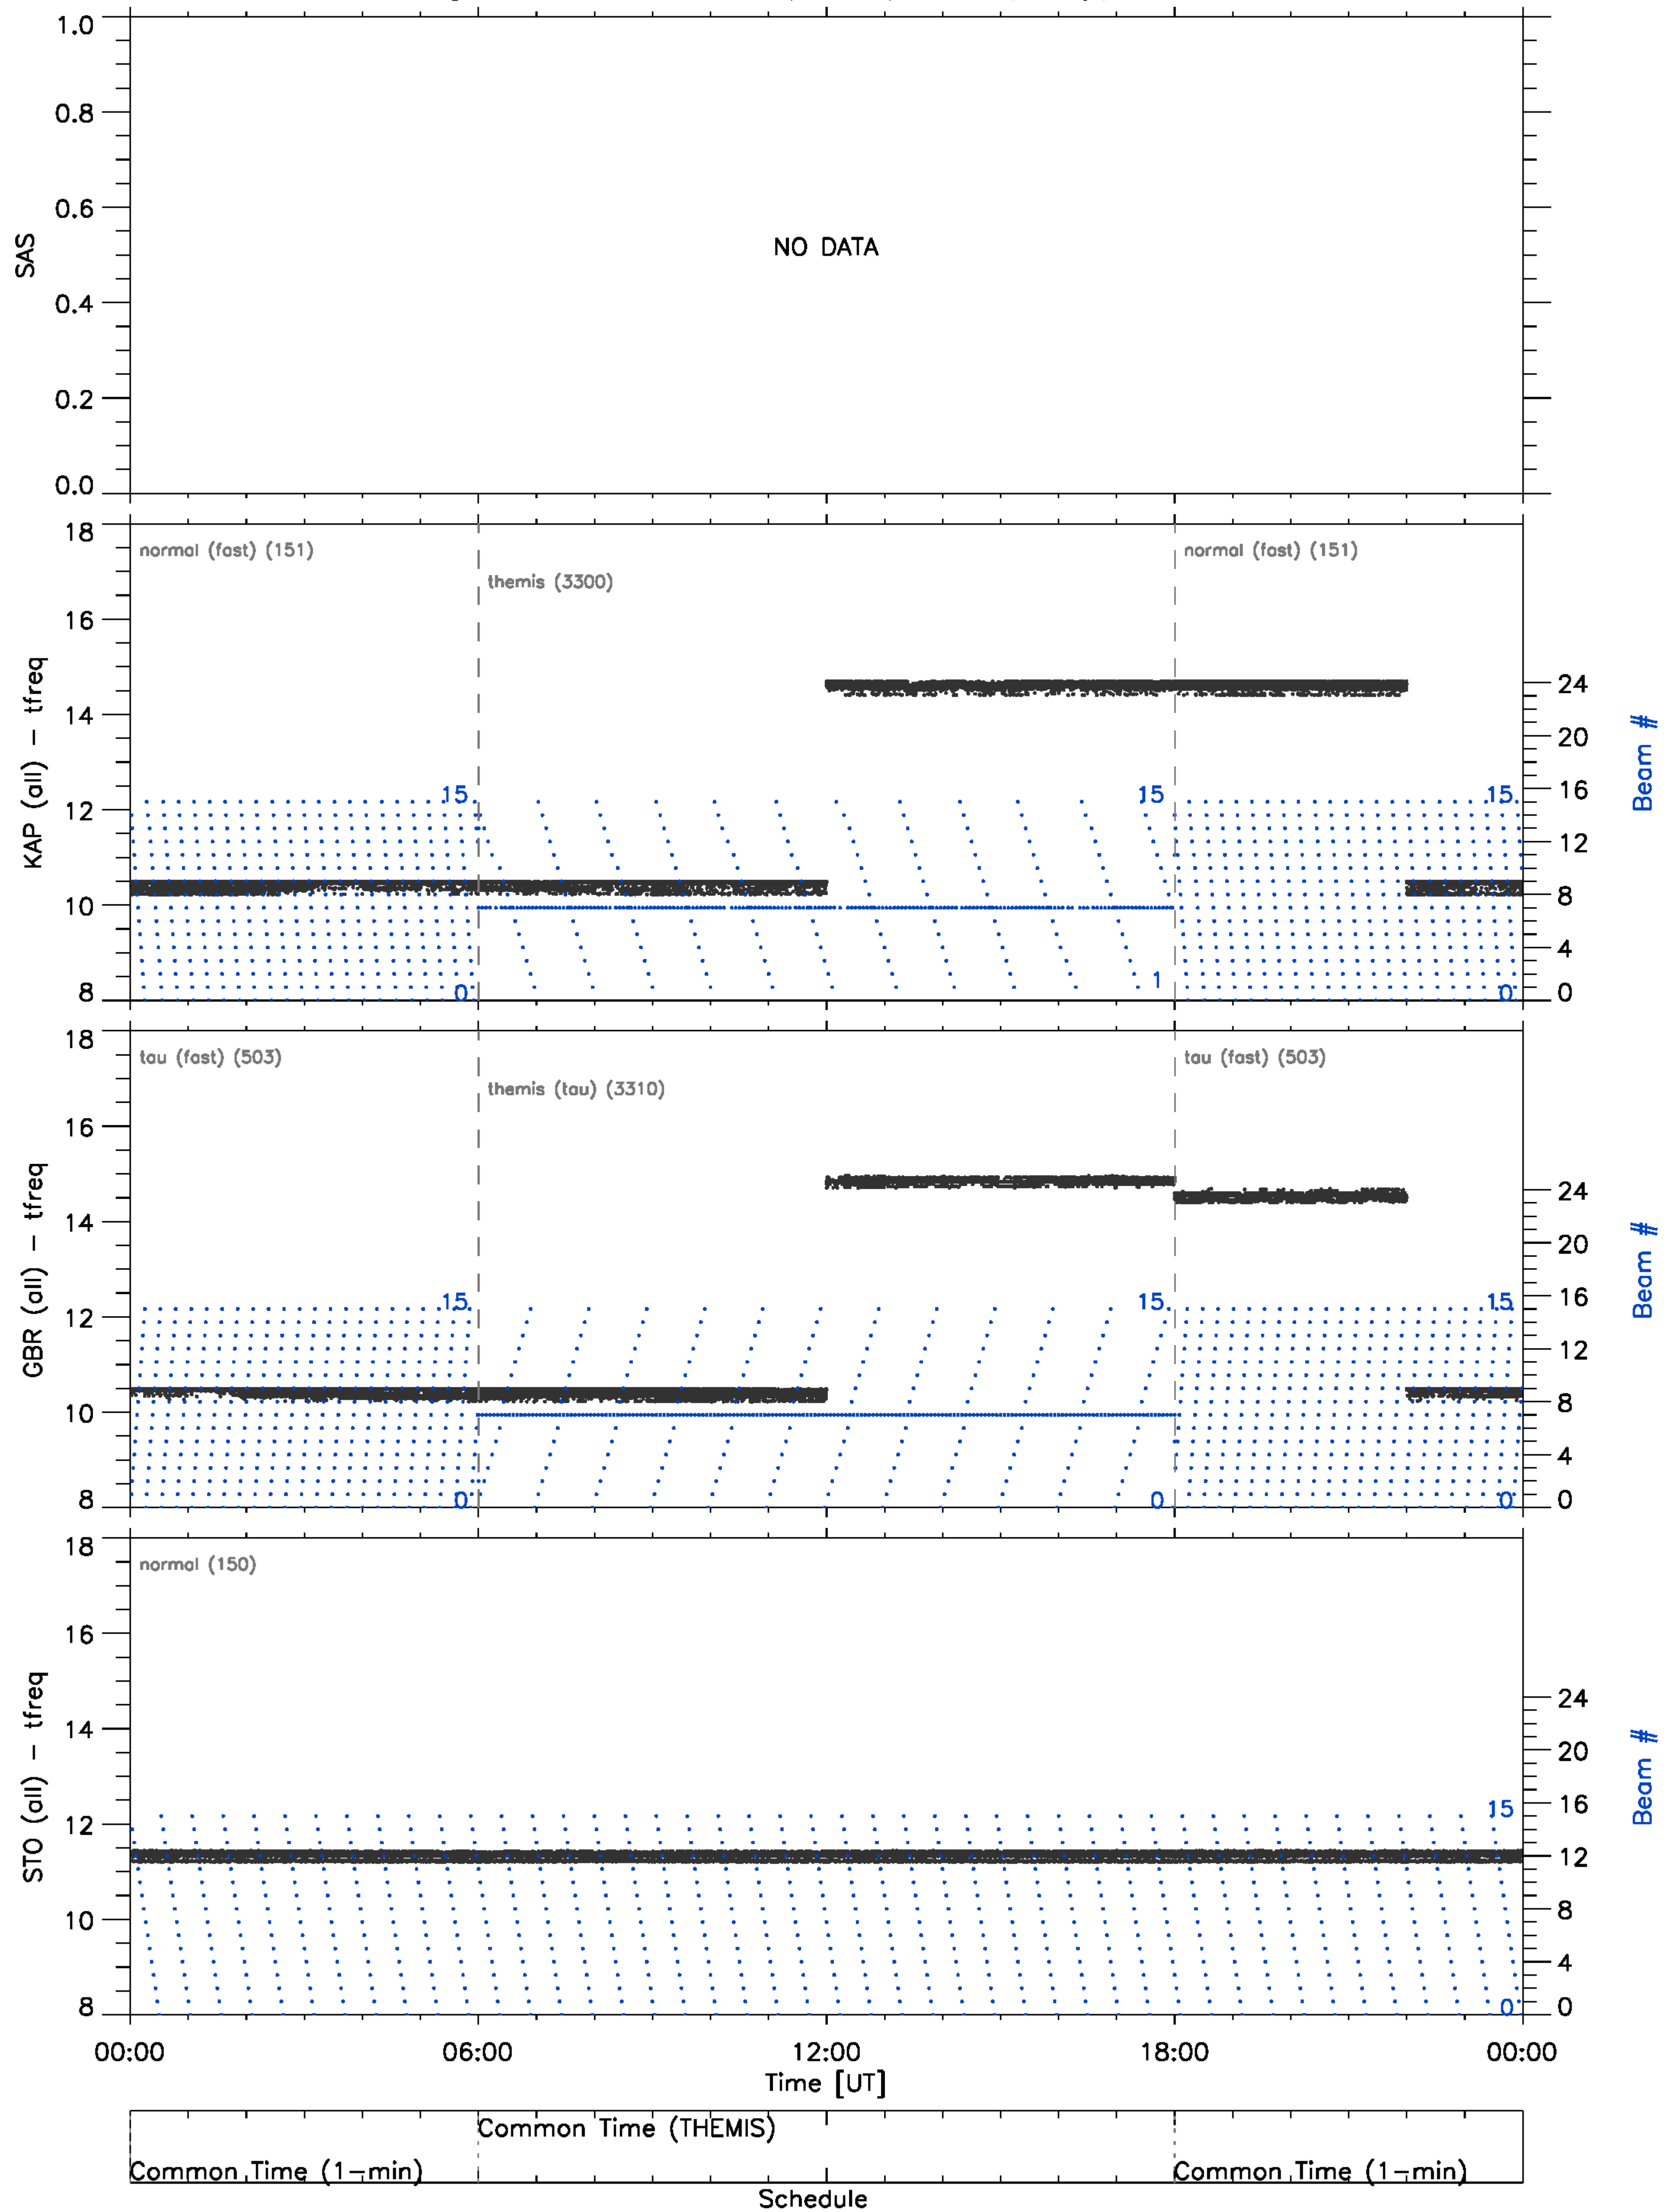 1.0
0.8
0.6
SAS
NO DATA
0.4
0.2
0.0
18
normal (fast) (151)
normal (fast) (151)
themis (3300)
16
KAP (all) – tfreq
14
24
20
Beam #
15
15
15
16
12
12
10
8
4
8
0
1
0
0
18
tau (fast) (503)
tau (fast) (503)
themis (tau) (3310)
16
GBR (all) – tfreq
14
24
20
Beam #
15
15
15
16
12
12
10
8
4
8
0
0
0
0
18
normal (150)
16
STO (all) – tfreq
14
24
20
Beam #
15
16
12
12
10
8
4
8
0
0
00:00 06:00 12:00 18:00 00:00
Time [UT]
Common Time (THEMIS)
Common Time (1–min) Common Time (1–min)
Schedule